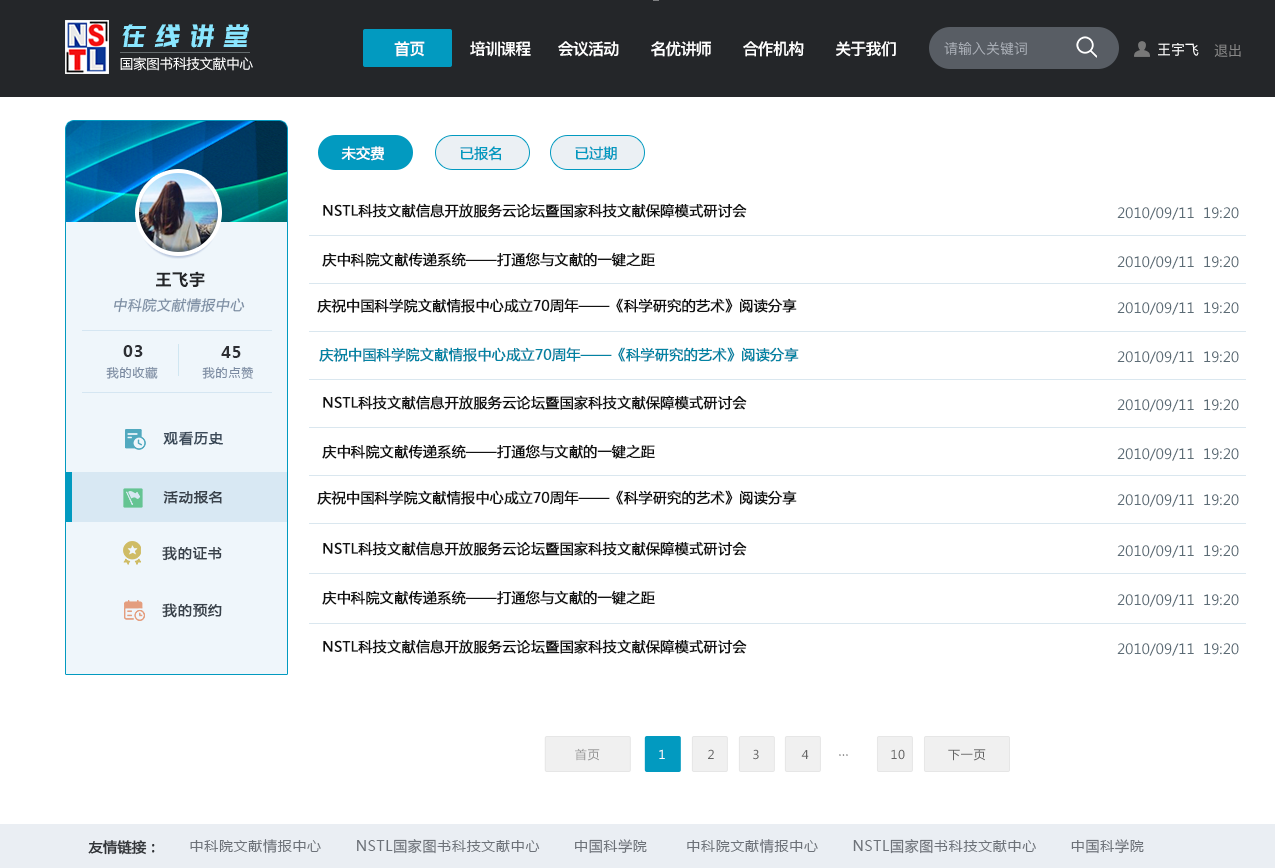 NSTL
在线讲堂
国家图书科技文献中心
首页 培训课程 会议活动 名优讲师 合作机构 关于我们 请输入关键词 王宇飞 退出
王飞宇
中科院文献情报中心
03 45
我的收藏 我的点赞
观看历史
活动报名
我的证书
我的预约
未交费 已报名 已过期
NSTL科技文献信息开放服务云论坛暨国家科技文献保障模式研讨会 2010/09/11 19:20
庆中科院文献传递系统——打通您与文献的一键之距 2010/09/11 19:20
庆祝中国科学院文献情报中心成立70周年——《科学研究的艺术》阅读分享 2010/09/11 19:20
庆祝中国科学院文献情报中心成立70周年——《科学研究的艺术》阅读分享 2010/09/11 19:20
NSTL科技文献信息开放服务云论坛暨国家科技文献保障模式研讨会 2010/09/11 19:20
庆中科院文献传递系统——打通您与文献的一键之距 2010/09/11 19:20
庆祝中国科学院文献情报中心成立70周年——《科学研究的艺术》阅读分享 2010/09/11 19:20
NSTL科技文献信息开放服务云论坛暨国家科技文献保障模式研讨会 2010/09/11 19:20
庆中科院文献传递系统——打通您与文献的一键之距 2010/09/11 19:20
NSTL科技文献信息开放服务云论坛暨国家科技文献保障模式研讨会 2010/09/11 19:20
首页 1 2 3 4 ··· 10 下一页
友情链接： 中科院文献情报中心 NSTL国家图书科技文献中心 中国科学院 中科院文献情报中心 NSTL国家图书科技文献中心 中国科学院